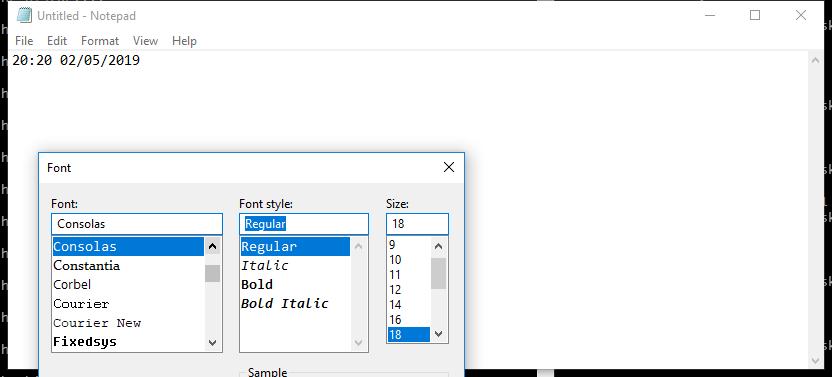 Untitled - Notepad
File Edit Format View Help
20:20 02/05/2019
Font
Font: Font style: Size:
Consolas Regular 18
Consolas Regular 9
Constantia Italic 10
Corbel Bold 11
Courier Bold Italic 12
Courier New 14
Fixedsys 16
18
Sample